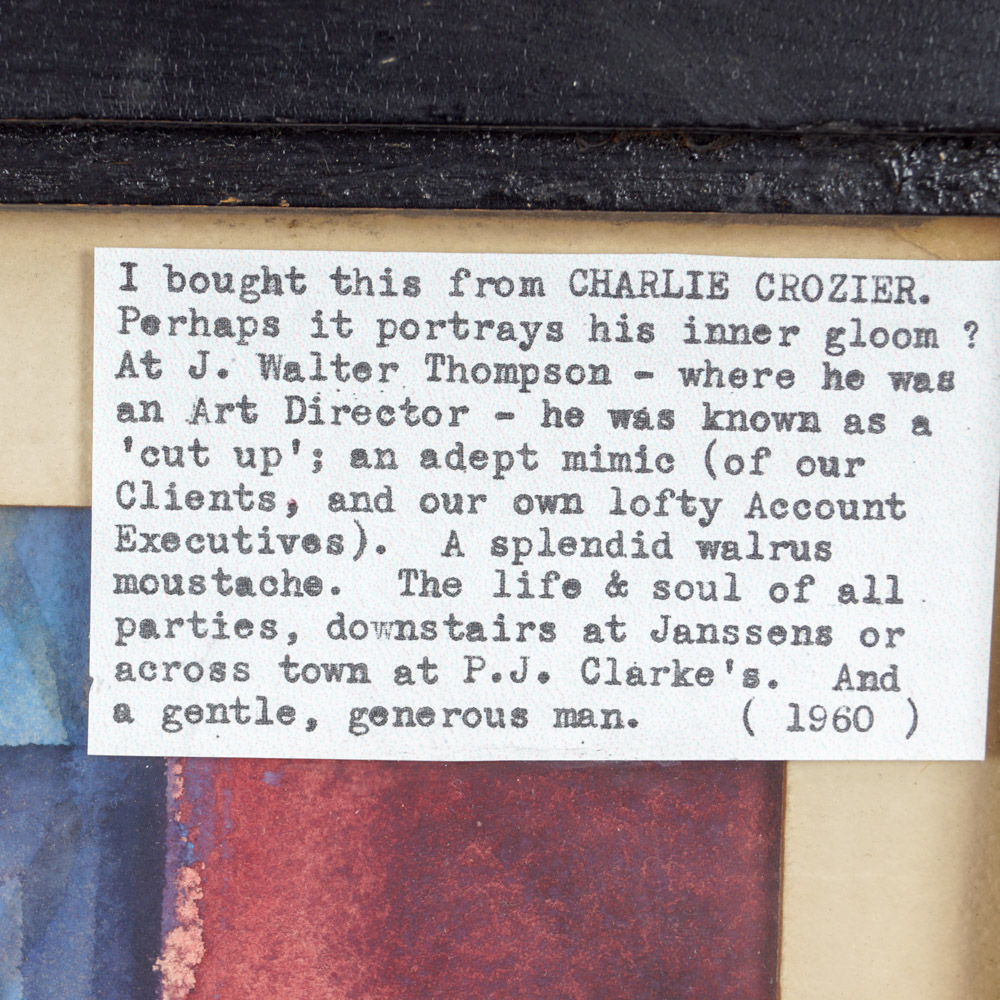 I bought this from CHARLIE CROZIER.
Perhaps it portrays his inner gloom ?
At J. Walter Thompson - where he was
an Art Director - he was known as a
'cut up'; an adept mimic (of our
Clients, and our own lofty Account
Executives).  A splendid walrus
moustache.  The life & soul of all
parties, downstairs at Janssens or
across town at P.J. Clarke's.  And
a gentle, generous man.    ( 1960 )